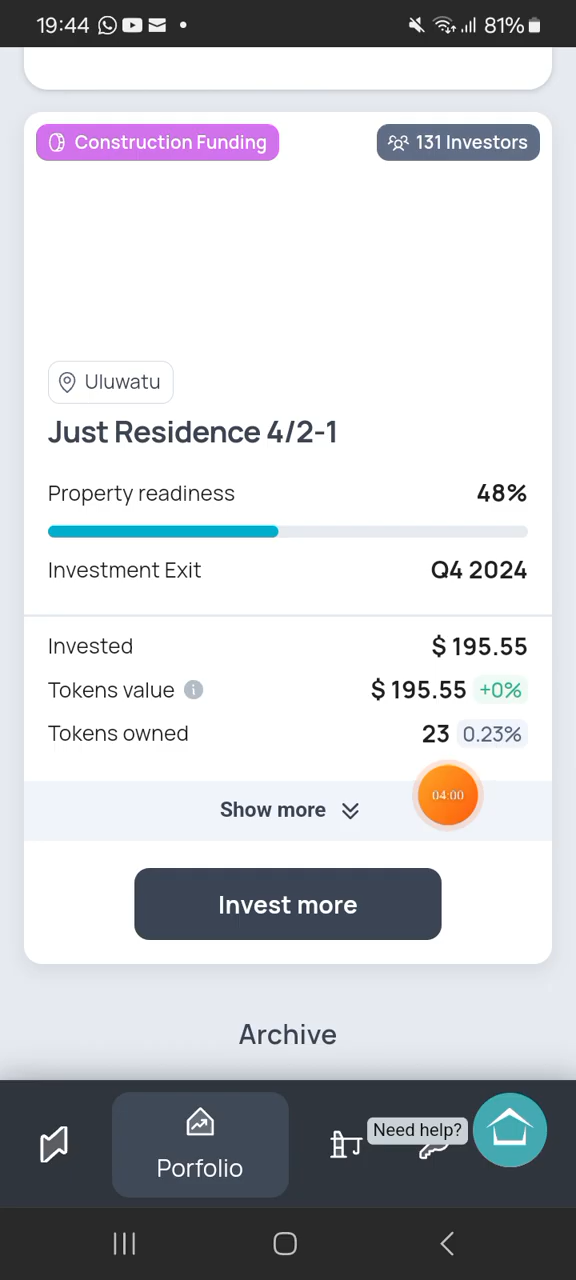 19:44 81%
Construction Funding 131 Investors
Uluwatu
Just Residence 4/2-1
Property readiness 48%
Investment Exit Q4 2024
Invested $ 195.55
Tokens value $ 195.55 +0%
Tokens owned 23 0.23%
04:00
Show more
Invest more
Archive
Need help?
Porfolio